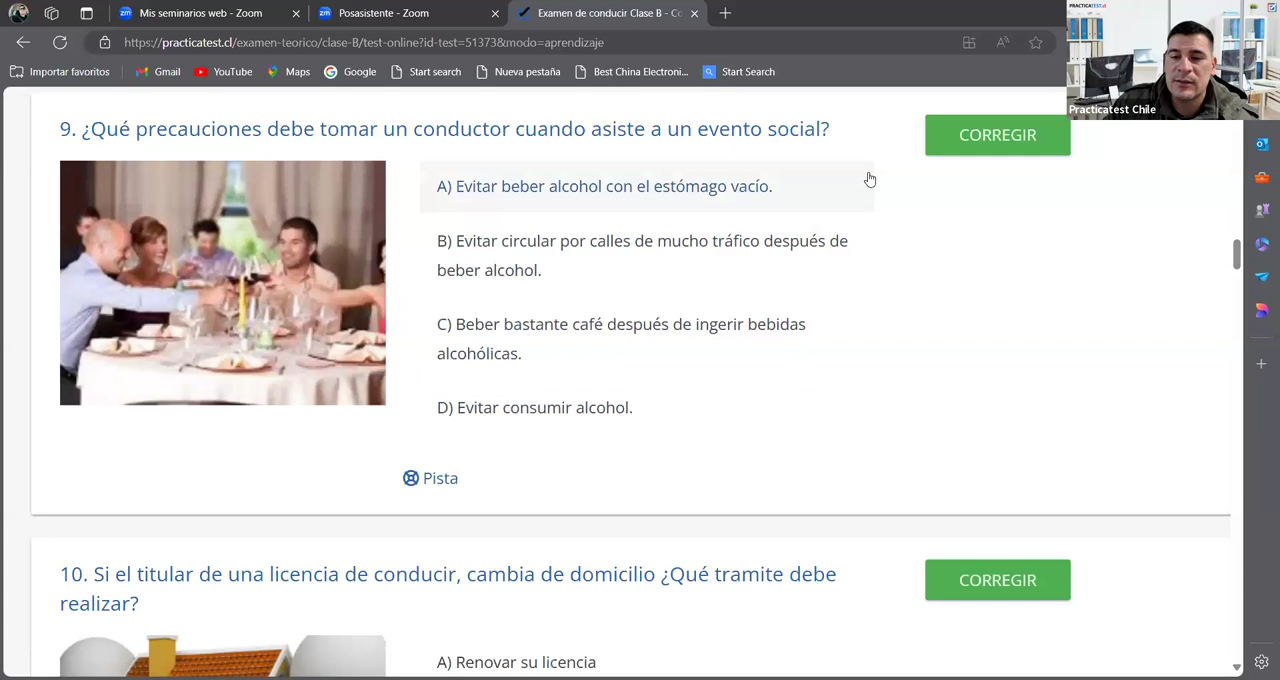 Mis seminarios web - Zoom
Posasistente - Zoom
Examen de conducir Clase B - Co
https://practicatest.cl/examen-teorico/clase-B/test-online?id-test=51373&modo=aprendizaje
Importar favoritos
Gmail
YouTube
Maps
Google
Start search
Nueva pestaña
Best China Electroni...
Start Search
PRACTICATEST.cl
Practicatest Chile
9. ¿Qué precauciones debe tomar un conductor cuando asiste a un evento social?
CORREGIR
A) Evitar beber alcohol con el estómago vacío.
B) Evitar circular por calles de mucho tráfico después de
beber alcohol.
C) Beber bastante café después de ingerir bebidas
alcohólicas.
D) Evitar consumir alcohol.
Pista
10. Si el titular de una licencia de conducir, cambia de domicilio ¿Qué tramite debe
realizar?
CORREGIR
A) Renovar su licencia